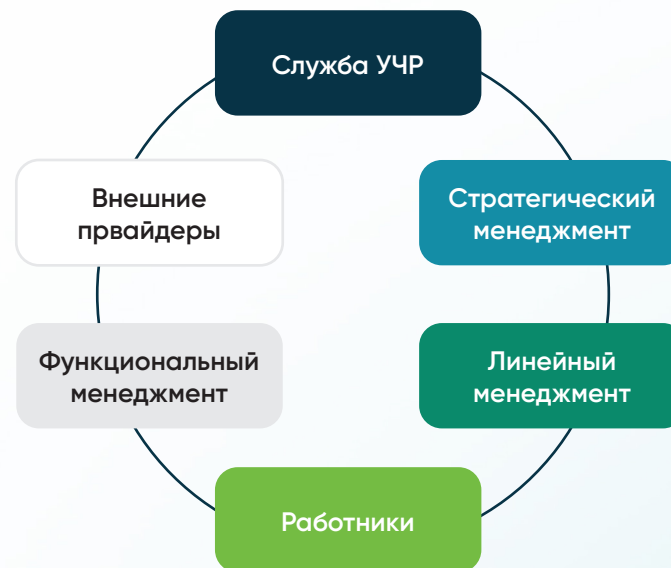 Служба УЧР
Внешние
првайдеры
Стратегический
менеджмент
Функциональный
менеджмент
Линейный
менеджмент
Работники